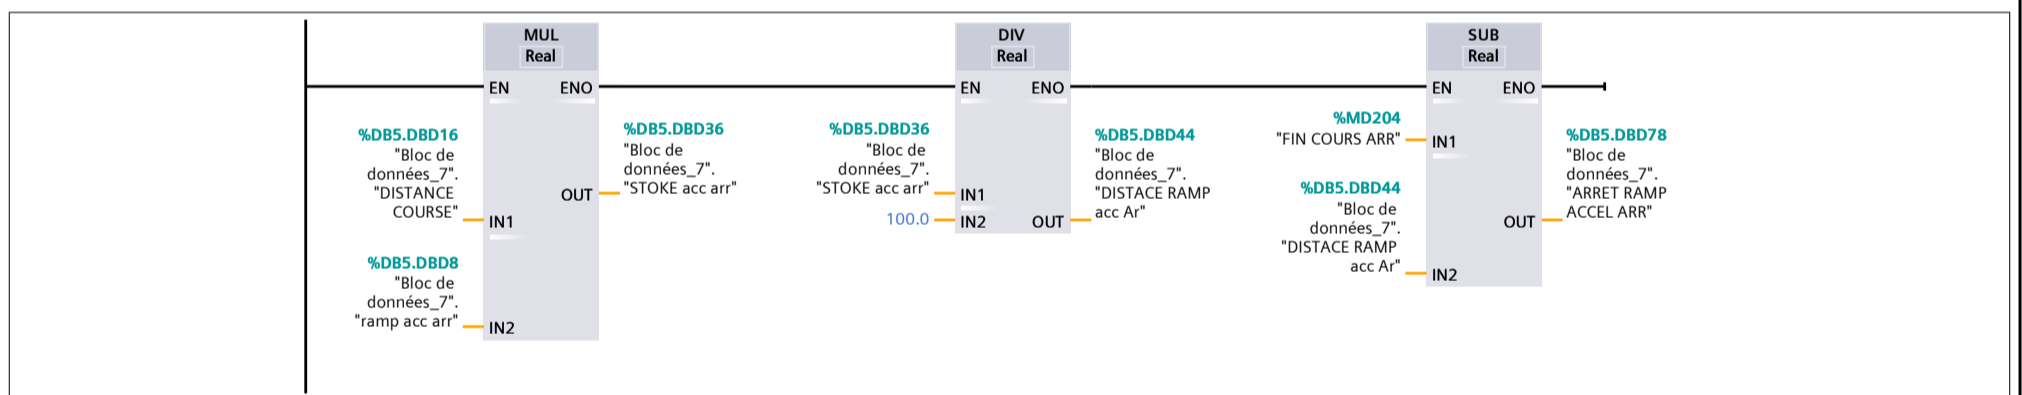 MUL
Real
EN
ENO
%DB5.DBD16
"Bloc de
données_7".
"DISTANCE
COURSE"
IN1
%DB5.DBD8
"Bloc de
données_7".
"ramp acc arr"
IN2
OUT
%DB5.DBD36
"Bloc de
données_7".
"STOKE acc arr"
DIV
Real
EN
ENO
%DB5.DBD36
"Bloc de
données_7".
"STOKE acc arr"
IN1
100.0
IN2
OUT
%DB5.DBD44
"Bloc de
données_7".
"DISTACE RAMP
acc Ar"
SUB
Real
EN
ENO
%MD204
"FIN COURS ARR"
IN1
%DB5.DBD44
"Bloc de
données_7".
"DISTACE RAMP
acc Ar"
IN2
OUT
%DB5.DBD78
"Bloc de
données_7".
"ARRET RAMP
ACCEL ARR"